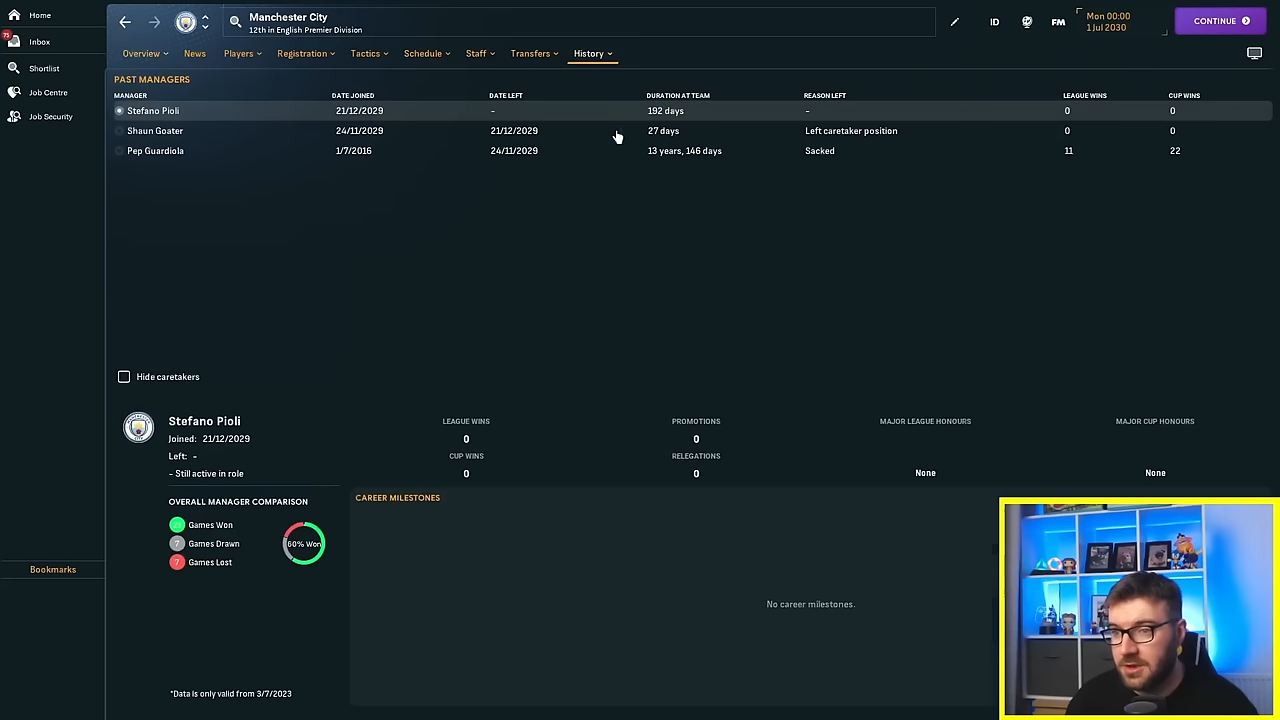 Home
75
Inbox
Shortlist
Job Centre
Job Security
Bookmarks
Manchester City
12th in English Premier Division
ID
FM
Mon 00:00
1 Jul 2030
CONTINUE
Overview
News
Players
Registration
Tactics
Schedule
Staff
Transfers
History
PAST MANAGERS
MANAGER DATE JOINED DATE LEFT DURATION AT TEAM REASON LEFT LEAGUE WINS CUP WINS
Stefano Pioli 21/12/2029 - 192 days - 0 0
Shaun Goater 24/11/2029 21/12/2029 27 days Left caretaker position 0 0
Pep Guardiola 1/7/2016 24/11/2029 13 years, 146 days Sacked 11 22
Hide caretakers
Stefano Pioli
Joined: 21/12/2029
Left: -
- Still active in role
LEAGUE WINS
0
CUP WINS
0
PROMOTIONS
0
RELEGATIONS
0
MAJOR LEAGUE HONOURS
None
MAJOR CUP HONOURS
None
OVERALL MANAGER COMPARISON
Games Won
7 Games Drawn
7 Games Lost
60% Won
CAREER MILESTONES
No career milestones.
*Data is only valid from 3/7/2023